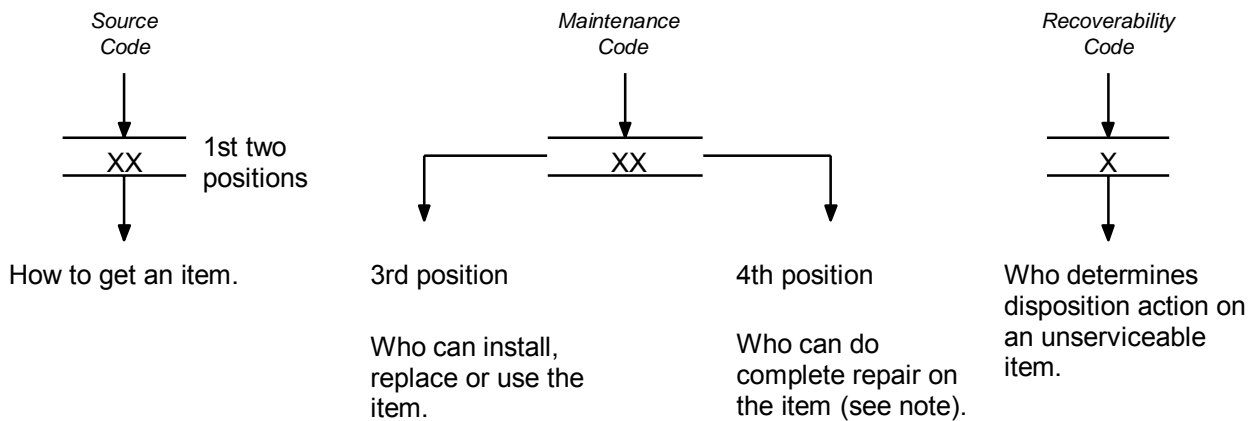 Source
Code
Maintenance
Code
Recoverability
Code
XX
1st two
positions
XX
X
How to get an item.
3rd position
Who can install,
replace or use the
item.
4th position
Who can do
complete repair on
the item (see note).
Who determines
disposition action on
an unserviceable
item.